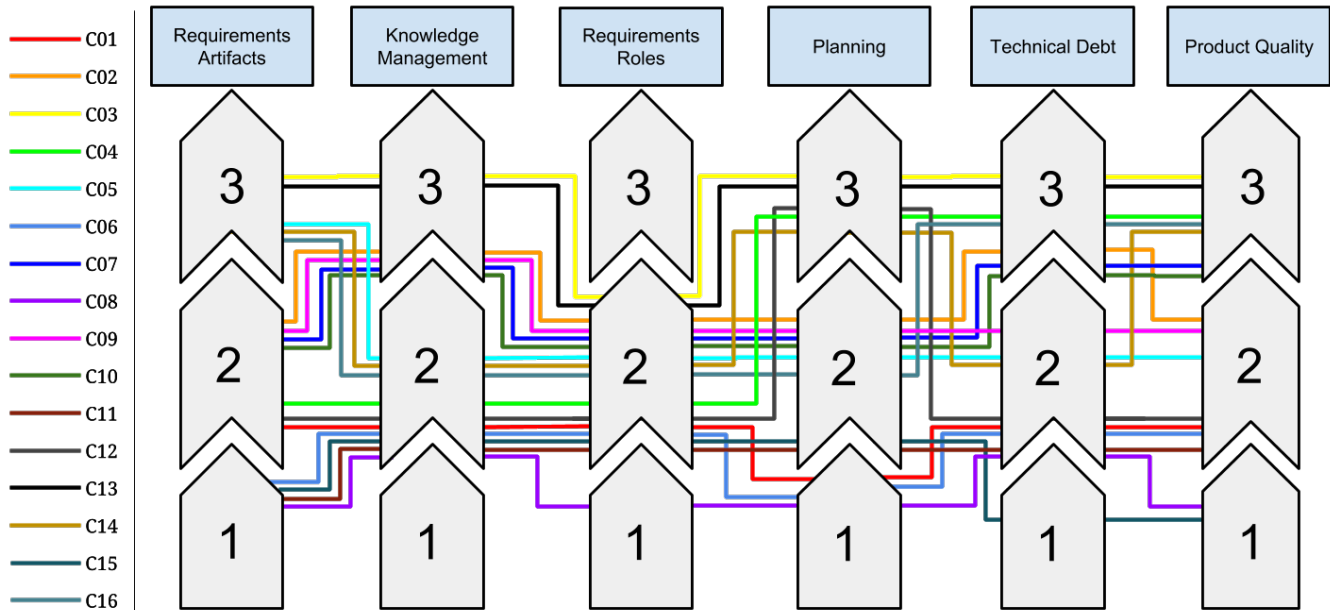 Requirements
Artifacts
Knowledge
Management
Requirements
Roles
Planning
Technical Debt
Product Quality
C01
C02
C03
C04
C05
C06
C07
C08
C09
C10
C11
C12
C13
C14
C15
C16
3 3 3 3 3 3
2 2 2 2 2 2
1 1 1 1 1 1